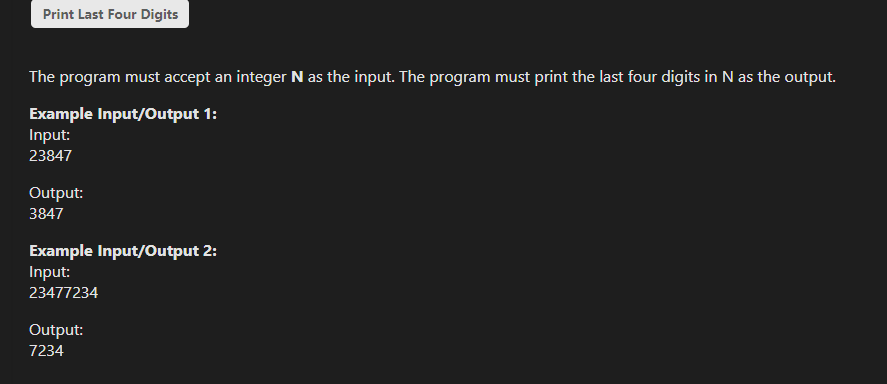 Print Last Four Digits
The program must accept an integer N as the input. The program must print the last four digits in N as the output.
Example Input/Output 1:
Input:
23847
Output:
3847
Example Input/Output 2:
Input:
23477234
Output:
7234